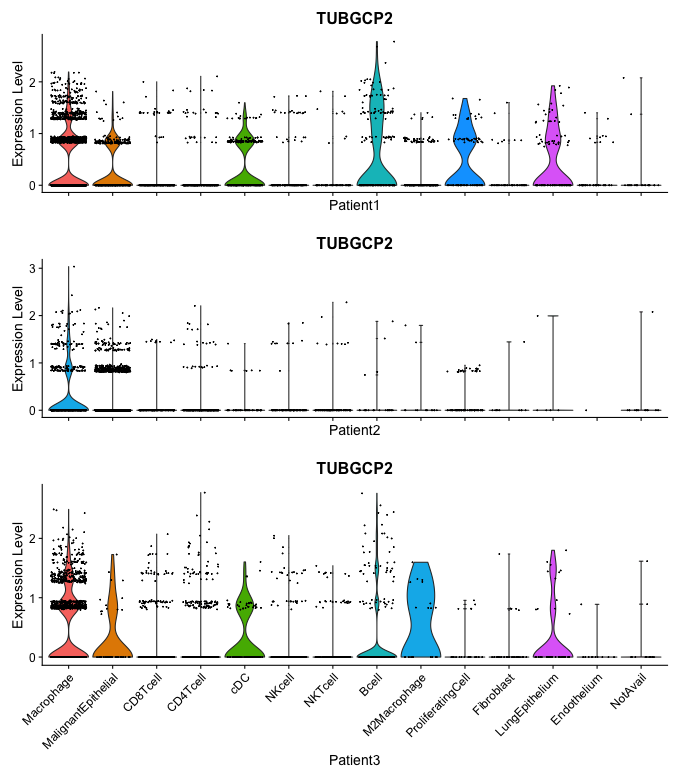 TUBGCP2
Expression Level
2
1
0
Patient1
TUBGCP2
Expression Level
3
2
1
0
Patient2
TUBGCP2
Expression Level
2
1
0
Macrophage
MalignantEpithelial
CD8Tcell
CD4Tcell
cDC
NKcell
NKTcell
Bcell
M2Macrophage
ProliferatingCell
Fibroblast
LungEpithelium
Endothelium
NotAvail
Patient3